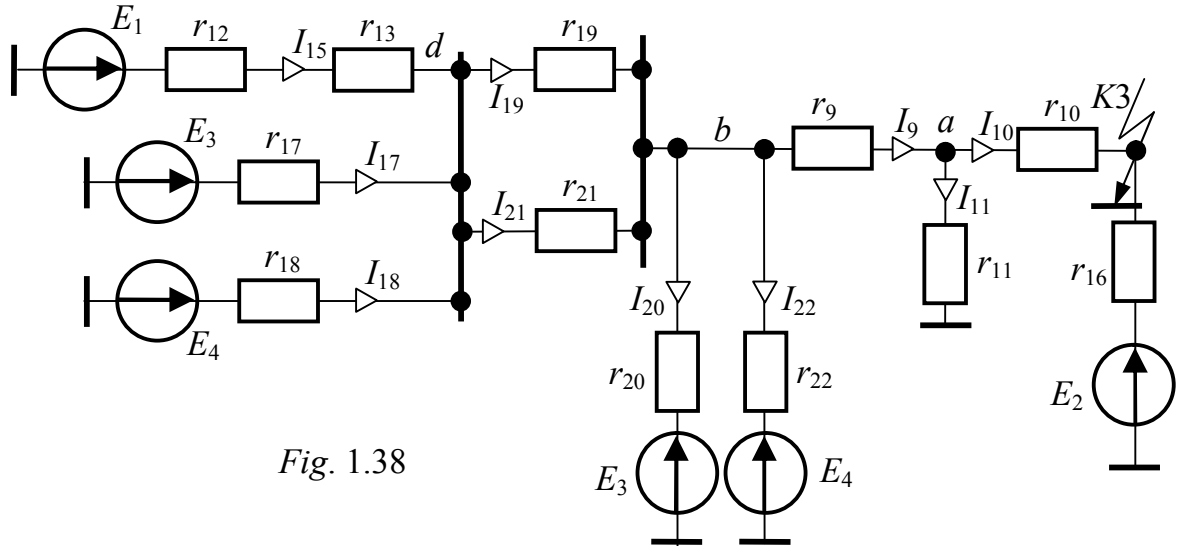 E1 r12 I15 r13 d I19 r19
E3 r17 I17
I21 r21 b r9 I9 a I10 r10 K3
E4 r18 I18
I11 r11
r16
I20 I22
r20 r22
E3 E4 E2
Fig. 1.38